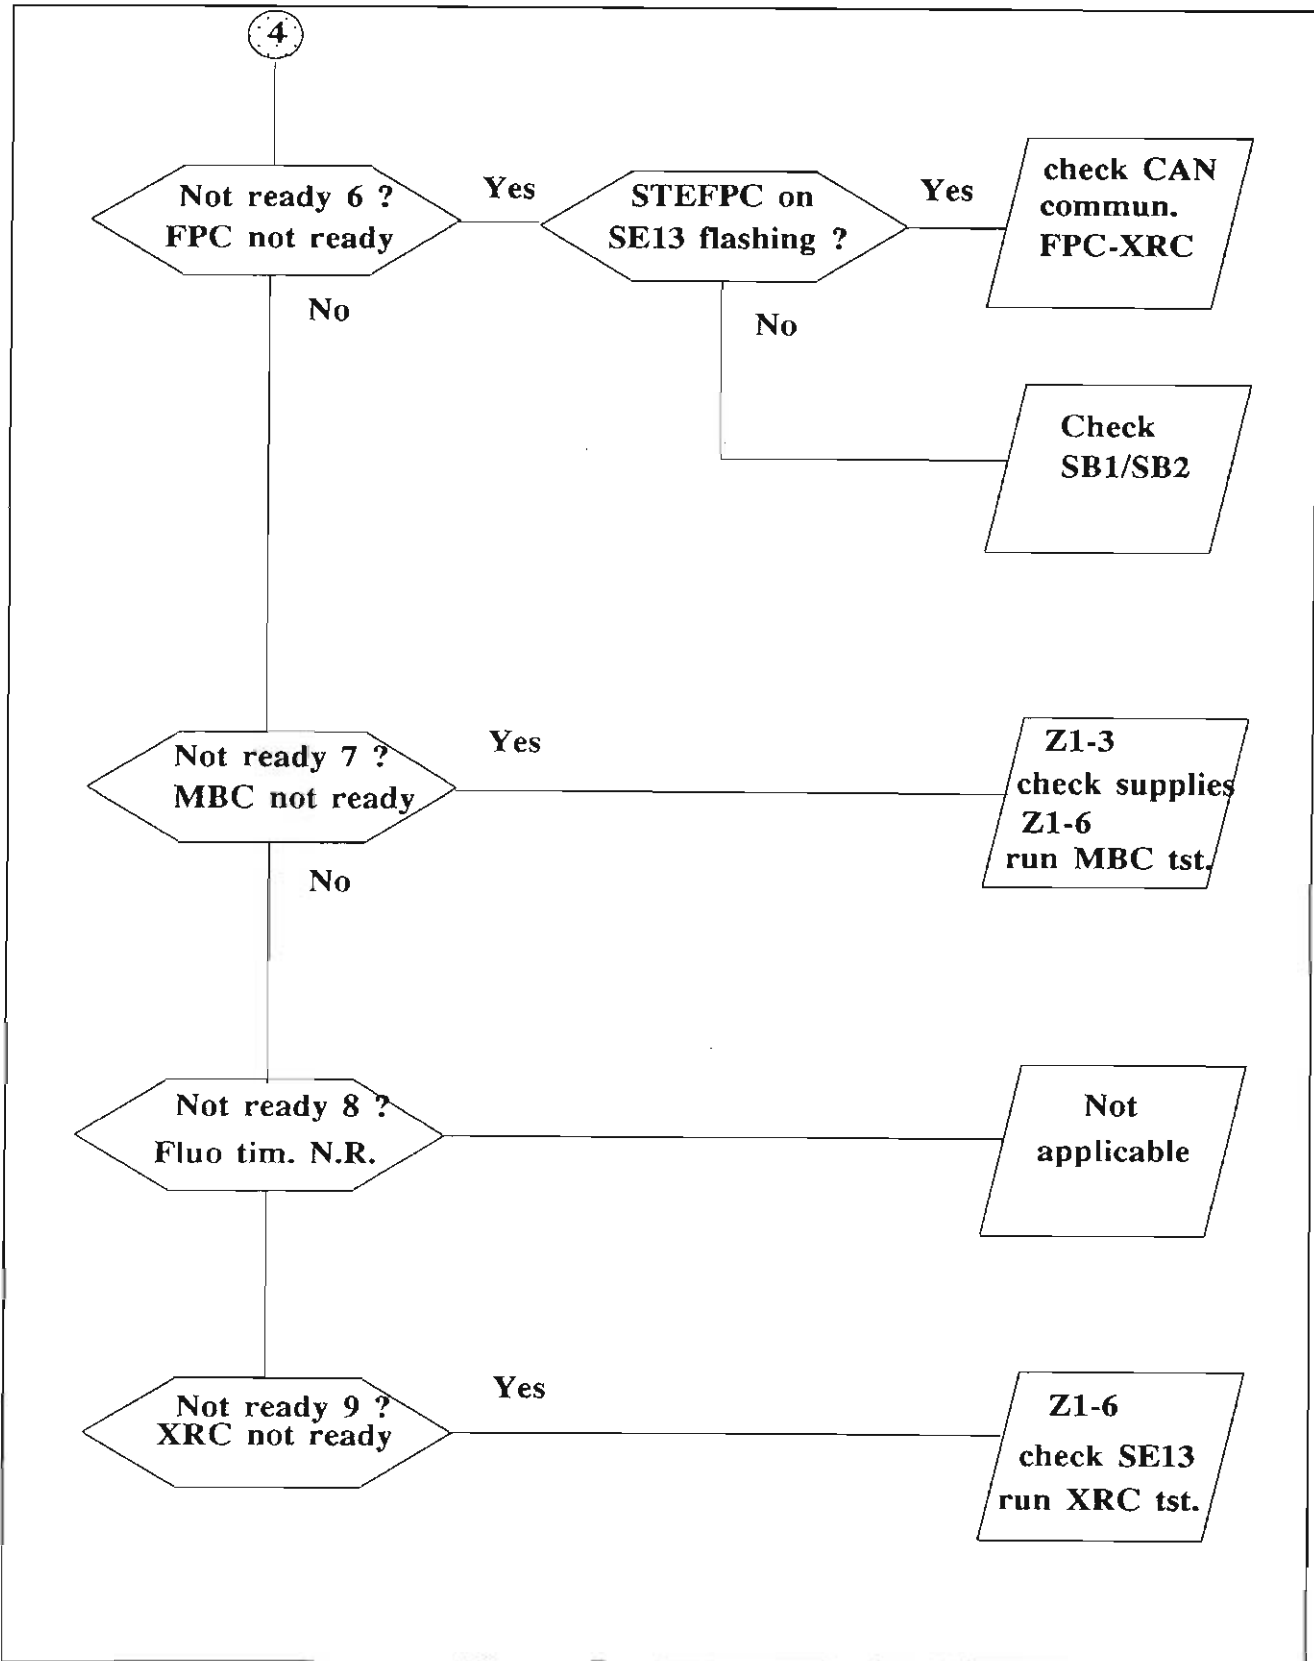 4
Not ready 6 ?
FPC not ready
Yes
STEFPC on
SE13 flashing ?
Yes
check CAN
commun.
FPC-XRC
No
No
Check
SB1/SB2
Not ready 7 ?
MBC not ready
Yes
Z1-3
check supplies
Z1-6
run MBC tst.
No
Not ready 8 ?
Fluo tim. N.R.
Not
applicable
Not ready 9 ?
XRC not ready
Yes
Z1-6
check SE13
run XRC tst.